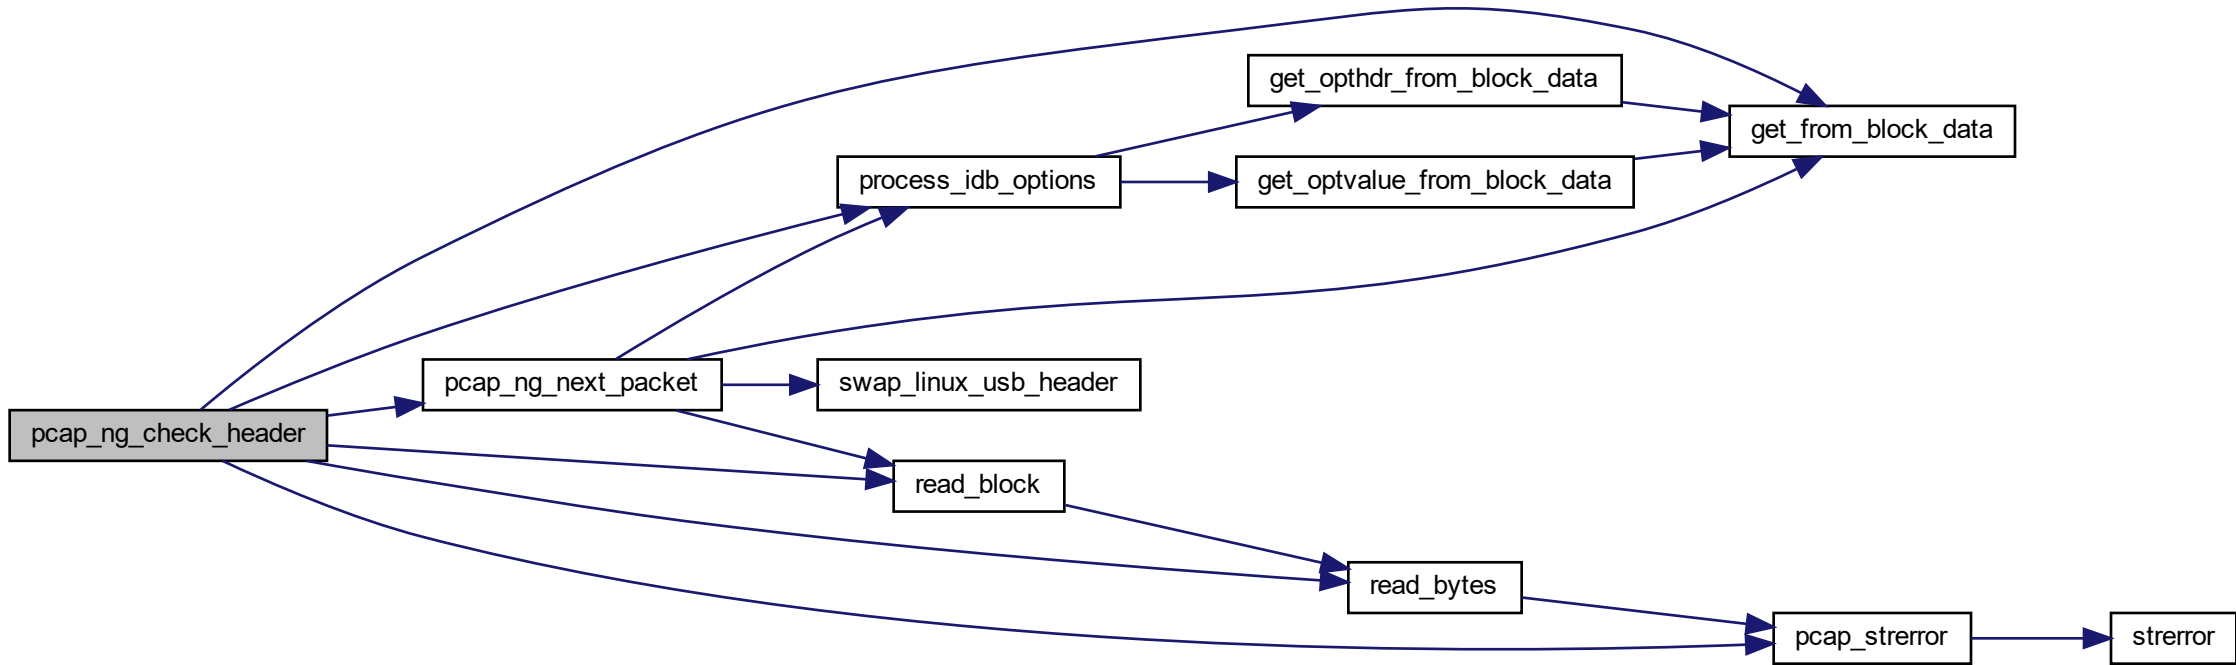 get_opthdr_from_block_data
get_from_block_data
process_idb_options
get_optvalue_from_block_data
pcap_ng_next_packet
swap_linux_usb_header
pcap_ng_check_header
read_block
read_bytes
pcap_strerror
strerror